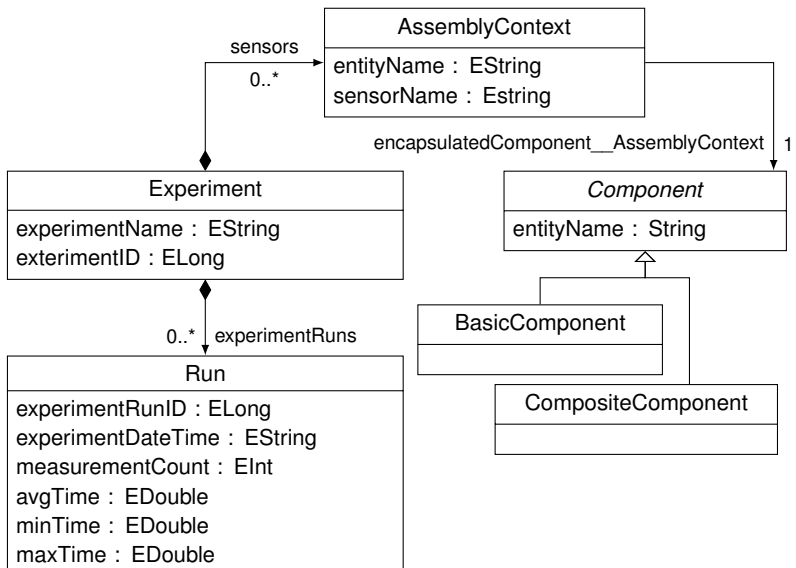 AssemblyContext
entityName : EString
sensorName : Estring
sensors
0..*
encapsulatedComponent__AssemblyContext 1
Experiment
experimentName : EString
exterimentID : ELong
Component
entityName : String
0..* experimentRuns
BasicComponent
CompositeComponent
Run
experimentRunID : ELong
experimentDateTime : EString
measurementCount : EInt
avgTime : EDouble
minTime : EDouble
maxTime : EDouble